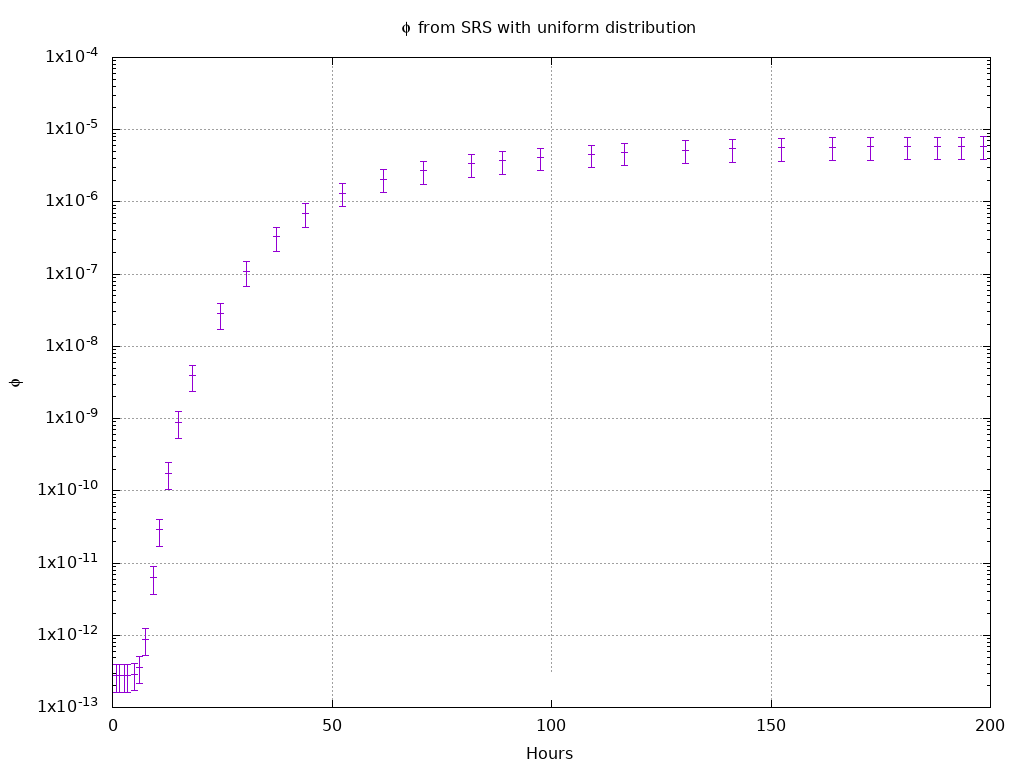 ϕ from SRS with uniform distribution
1x10^-4
1x10^-5
1x10^-6
1x10^-7
1x10^-8
1x10^-9
1x10^-10
1x10^-11
1x10^-12
1x10^-13
ϕ
0 50 100 150 200
Hours